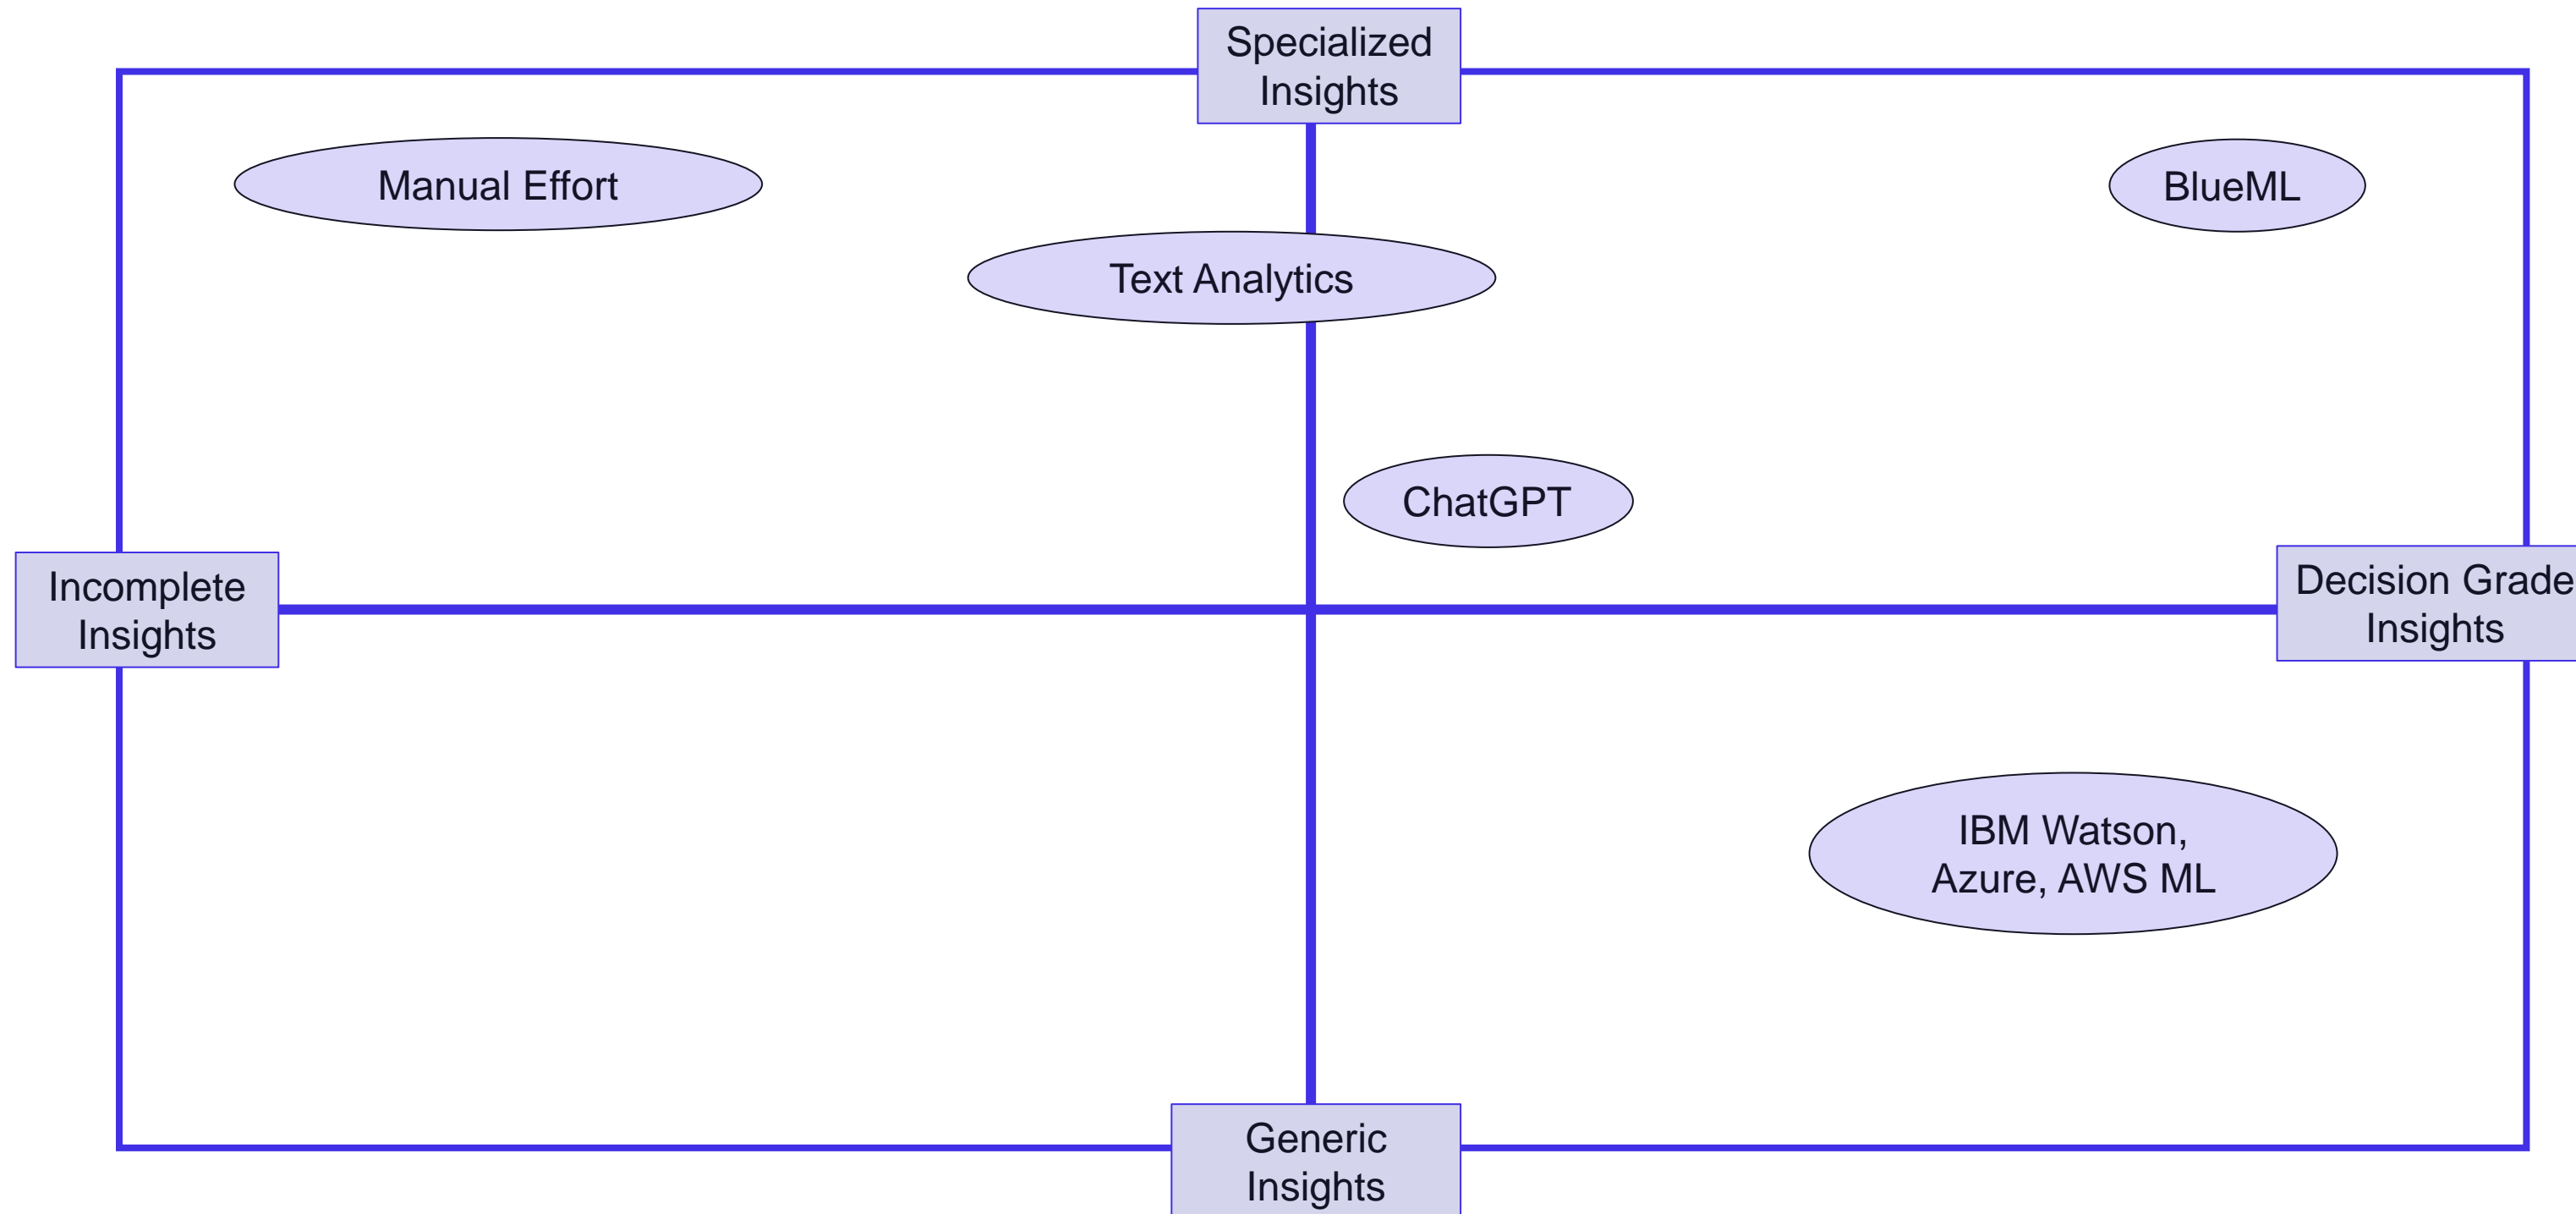 Specialized
Insights
Manual Effort
BlueML
Text Analytics
ChatGPT
Incomplete
Insights
Decision Grade
Insights
IBM Watson,
Azure, AWS ML
Generic
Insights